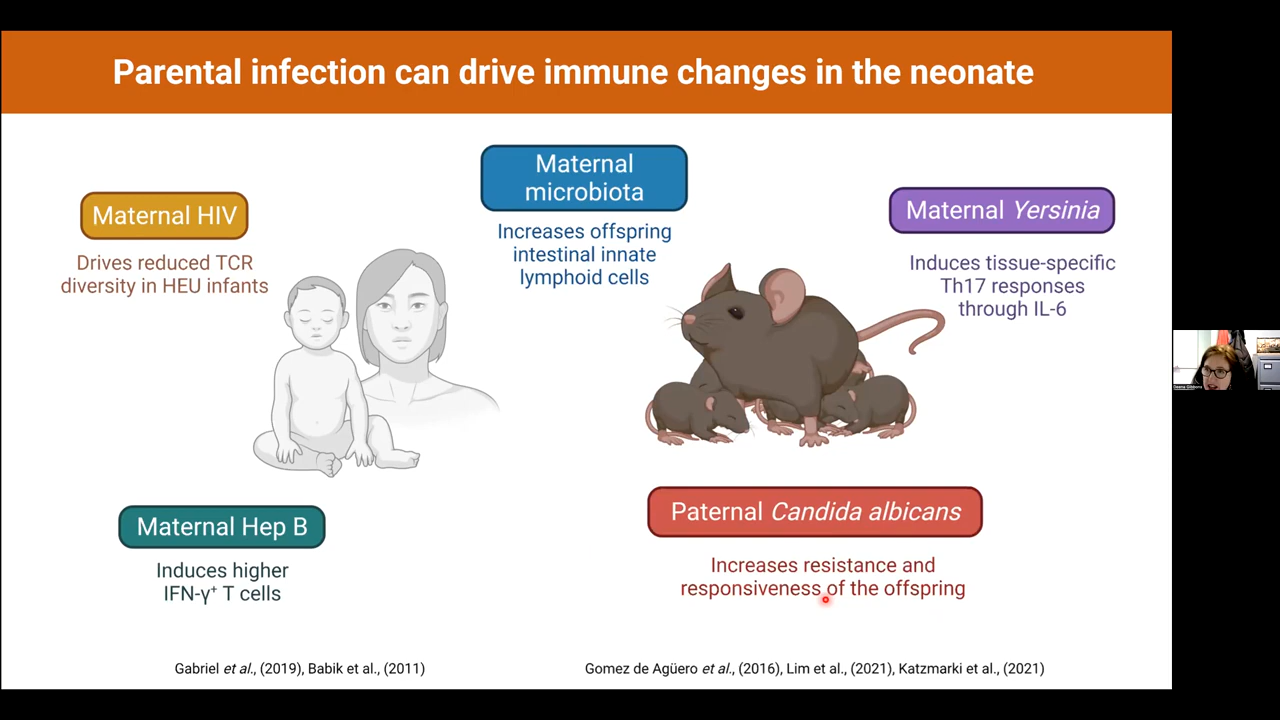 Parental infection can drive immune changes in the neonate
Maternal
microbiota
Maternal HIV
Maternal Yersinia
Increases offspring
intestinal innate
lymphoid cells
Drives reduced TCR
diversity in HEU infants
Induces tissue-specific
Th17 responses
through IL-6
Maternal Hep B
Induces higher
IFN-γ⁺ T cells
Paternal Candida albicans
Increases resistance and
responsiveness of the offspring
Gabriel et al., (2019), Babik et al., (2011)
Gomez de Agüero et al., (2016), Lim et al., (2021), Katzmarki et al., (2021)